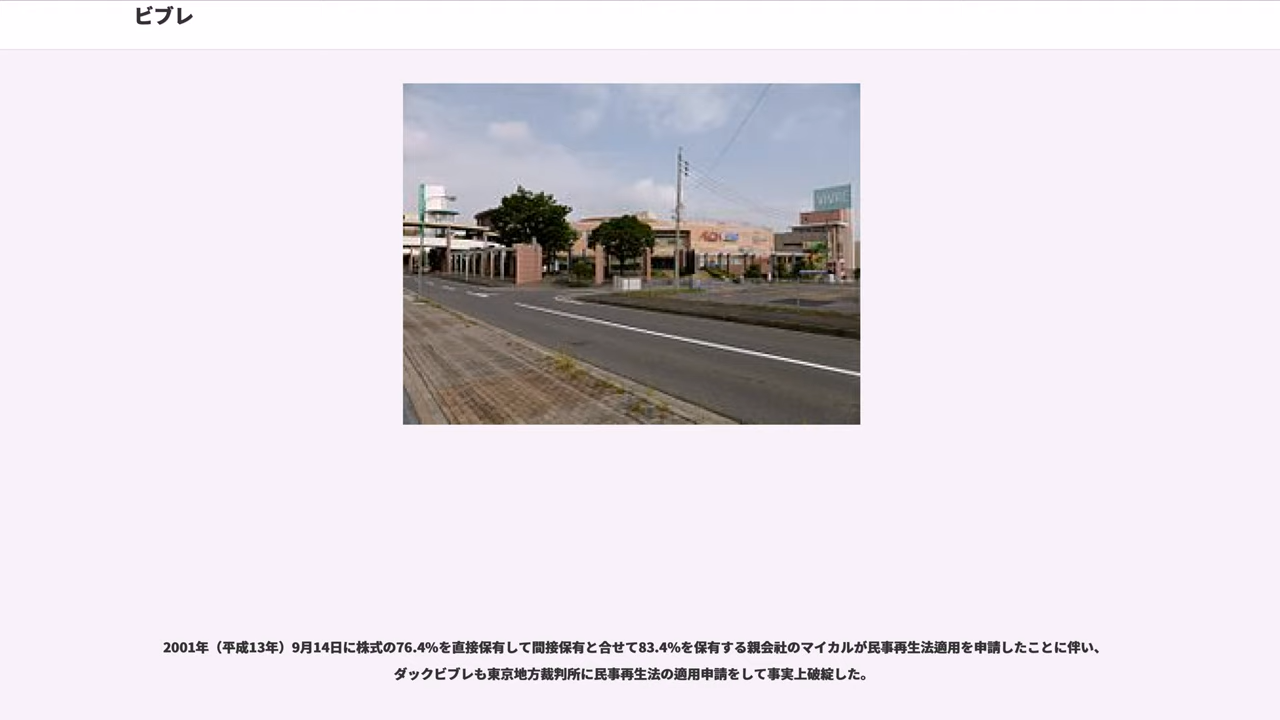 ビブレ
VIVRE
2001年（平成13年）9月14日に株式の76.4%を直接保有して間接保有と合せて83.4%を保有する親会社のマイカルが民事再生法適用を申請したことに伴い、
ダックビブレも東京地方裁判所に民事再生法の適用申請をして事実上破綻した。